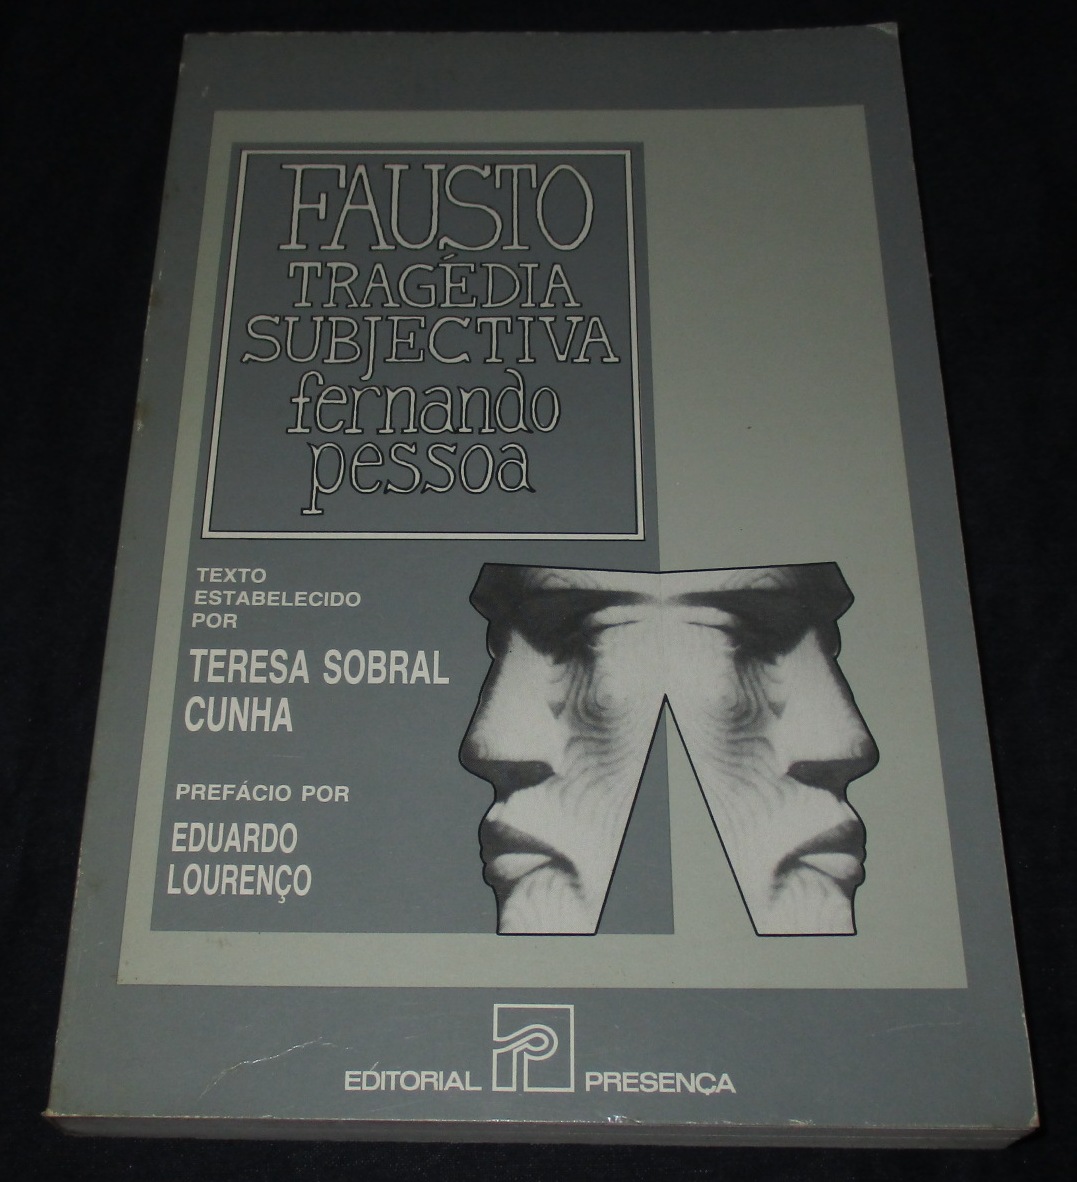 FAUSTO
TRAGÉDIA
SUBJECTIVA
fernando
pessoa
TEXTO
ESTABELECIDO
POR
TERESA SOBRAL
CUNHA
PREFÁCIO POR
EDUARDO
LOURENÇO
EDITORIAL PRESENÇA